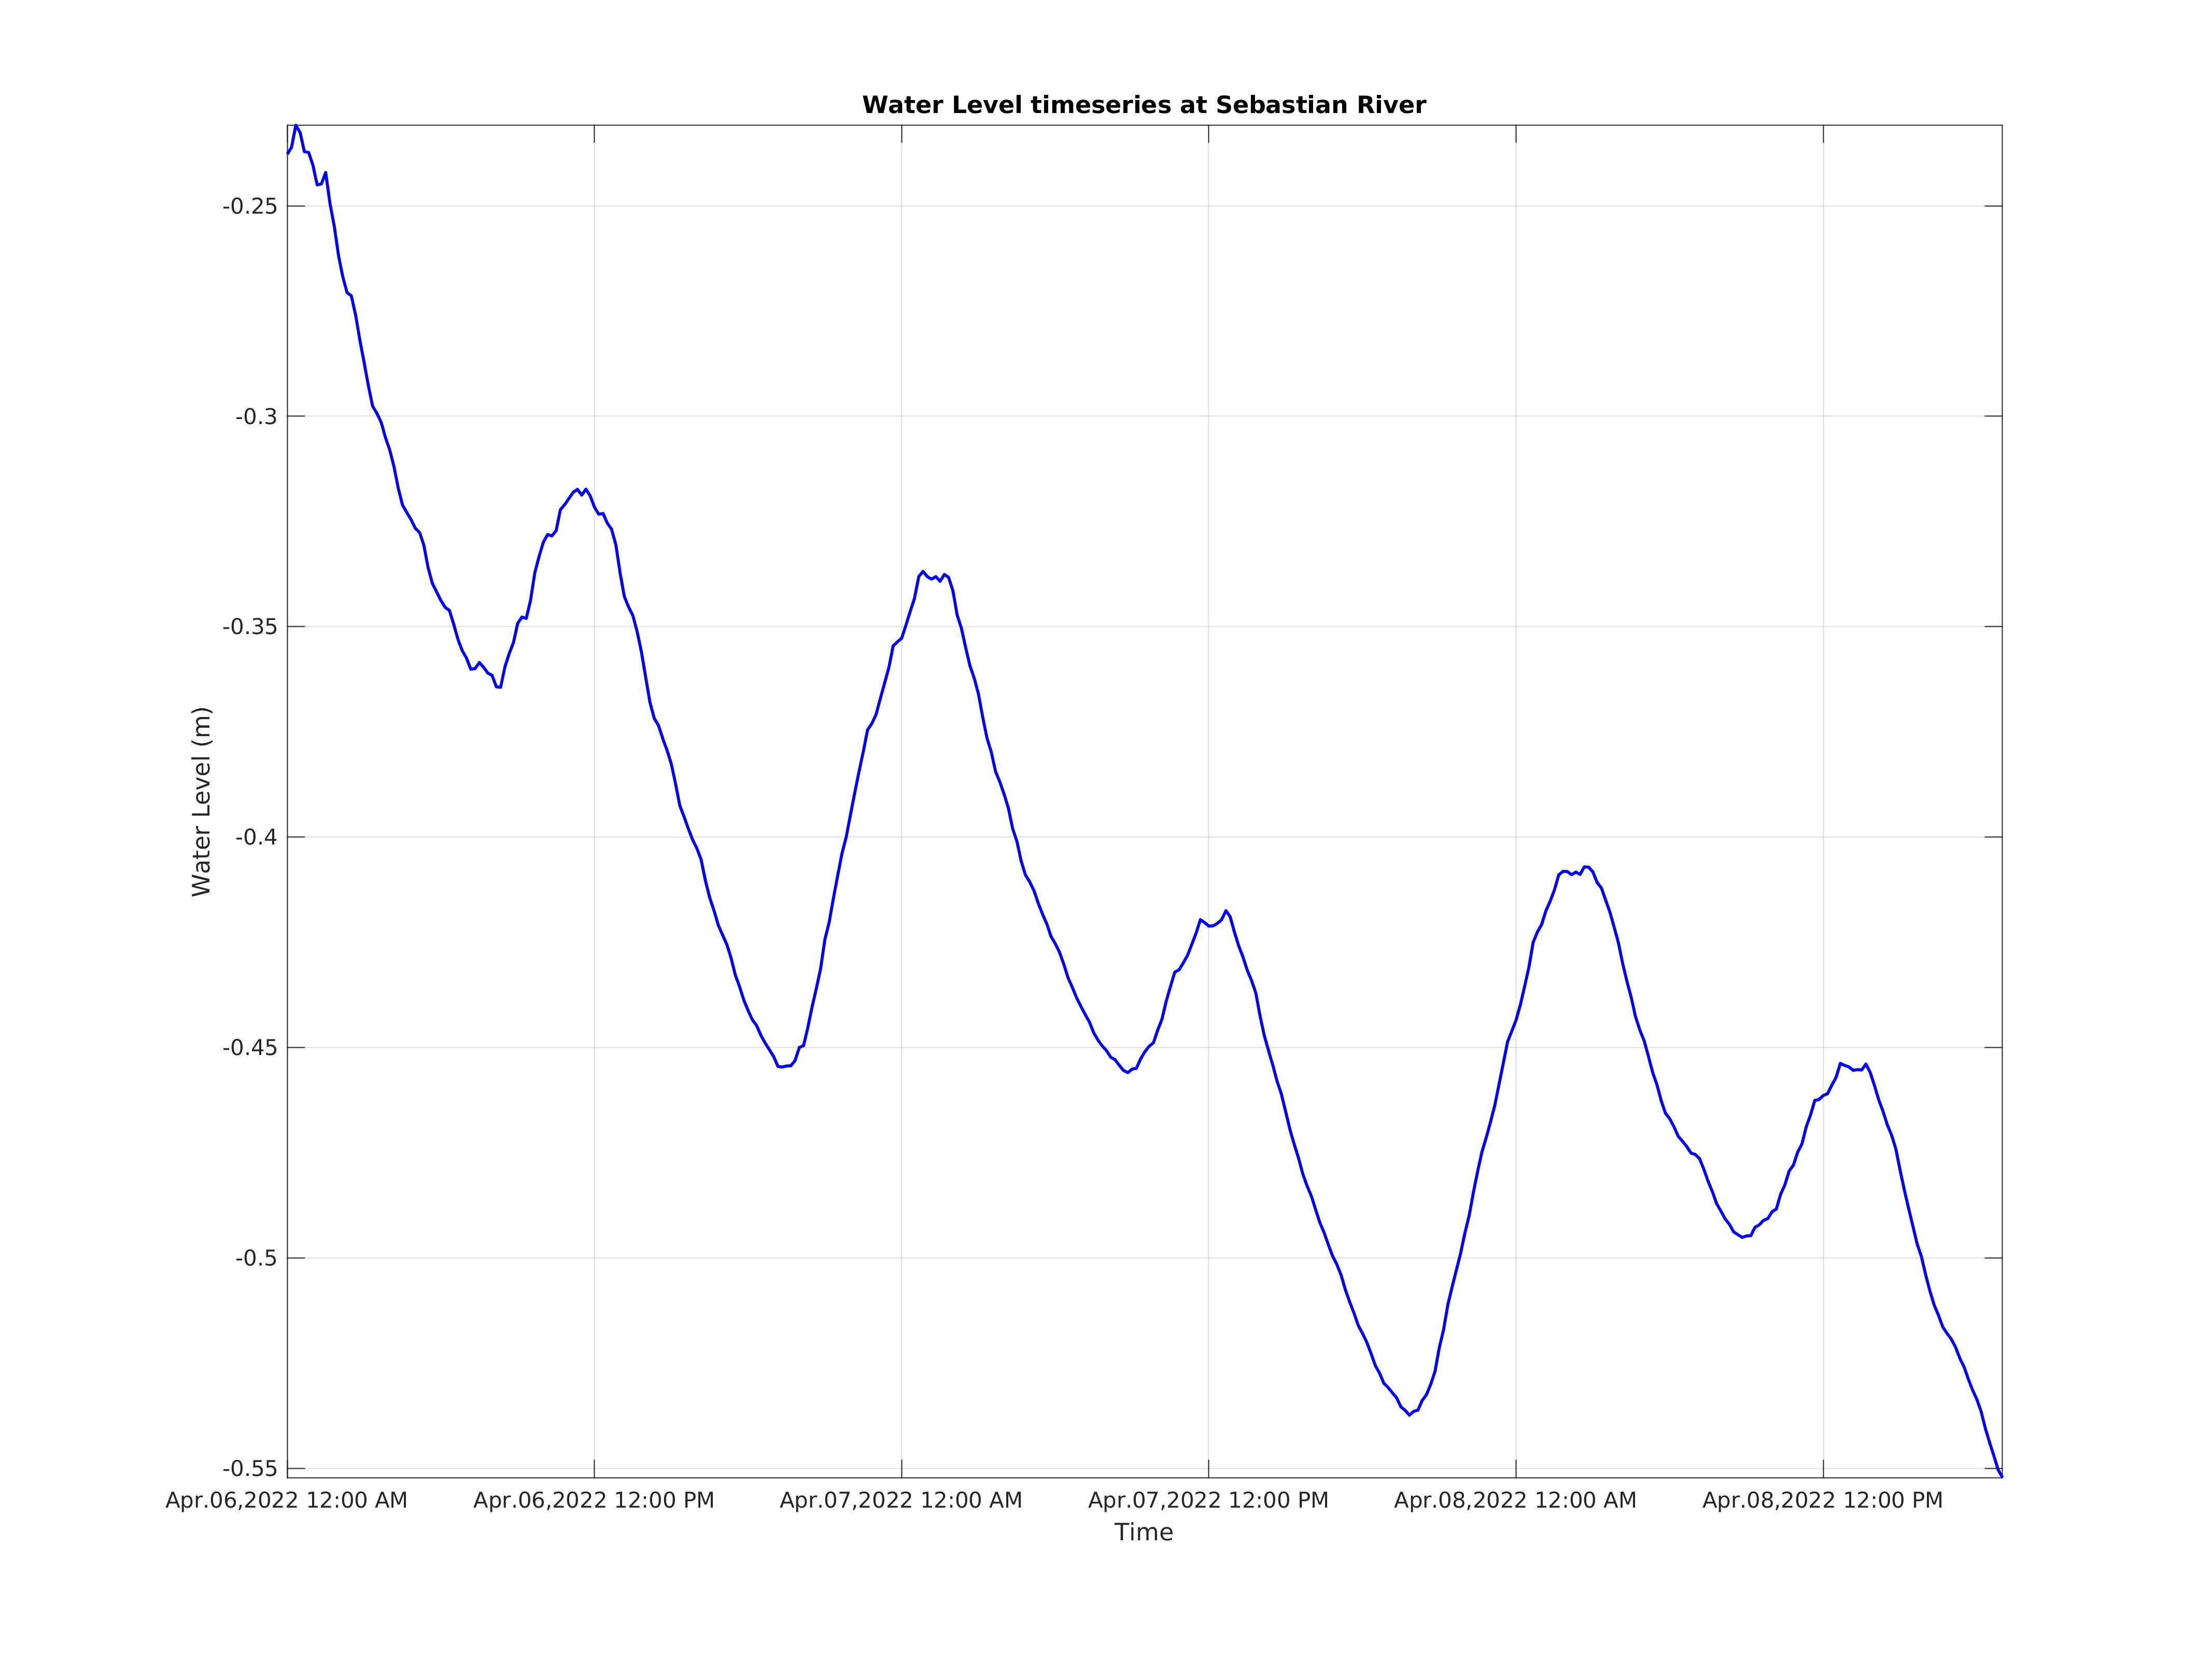 Water Level timeseries at Sebastian River
-0.25
-0.3
-0.35
-0.4
-0.45
-0.5
-0.55
Water Level (m)
Apr.06,2022 12:00 AM
Apr.06,2022 12:00 PM
Apr.07,2022 12:00 AM
Apr.07,2022 12:00 PM
Apr.08,2022 12:00 AM
Apr.08,2022 12:00 PM
Time